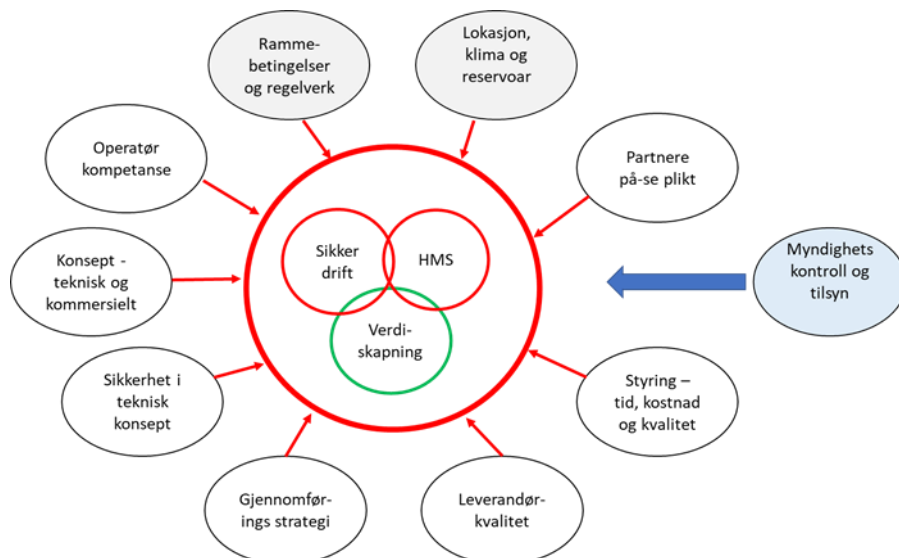 Ramme-
betingelser
og regelverk
Lokasjon,
klima og
reservoar
Operatør
kompetanse
Partnere
på-se plikt
Konsept -
teknisk og
kommersielt
Sikker
drift
HMS
Verdi-
skapning
Myndighets
kontroll og
tilsyn
Sikkerhet i
teknisk
konsept
Styring –
tid, kostnad
og kvalitet
Gjennomfør-
ings strategi
Leverandør-
kvalitet